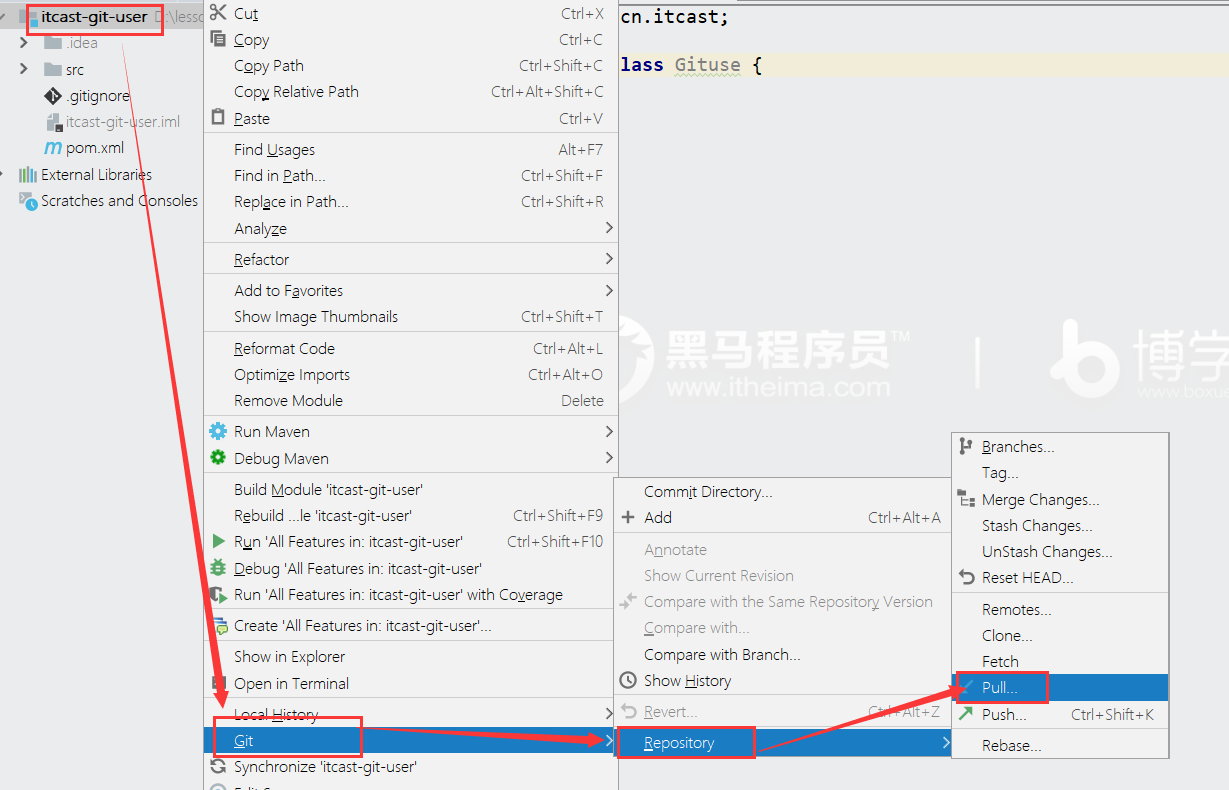 itcast-git-user D:\lesso
.idea
src
.gitignore
itcast-git-user.iml
pom.xml
External Libraries
Scratches and Consoles
Cut Ctrl+X
Copy Ctrl+C
Copy Path Ctrl+Shift+C
Copy Relative Path Ctrl+Alt+Shift+C
Paste Ctrl+V
Find Usages Alt+F7
Find in Path... Ctrl+Shift+F
Replace in Path... Ctrl+Shift+R
Analyze
Refactor
Add to Favorites
Show Image Thumbnails Ctrl+Shift+T
Reformat Code Ctrl+Alt+L
Optimize Imports Ctrl+Alt+O
Remove Module Delete
Run Maven
Debug Maven
Build Module 'itcast-git-user'
Rebuild ...le 'itcast-git-user' Ctrl+Shift+F9
Run 'All Features in: itcast-git-user' Ctrl+Shift+F10
Debug 'All Features in: itcast-git-user'
Run 'All Features in: itcast-git-user' with Coverage
Create 'All Features in: itcast-git-user'...
Show in Explorer
Open in Terminal
Local History
Git
Synchronize 'itcast-git-user'
cn.itcast;
lass Gituse {
黑马程序员™
www.itheima.com
博学
www.boxue
Commit Directory...
Add Ctrl+Alt+A
Annotate
Show Current Revision
Compare with the Same Repository Version
Compare with...
Compare with Branch...
Show History
Revert... Ctrl+Alt+Z
Repository
Branches...
Tag...
Merge Changes...
Stash Changes...
UnStash Changes...
Reset HEAD...
Remotes...
Clone...
Fetch
Pull...
Push... Ctrl+Shift+K
Rebase...